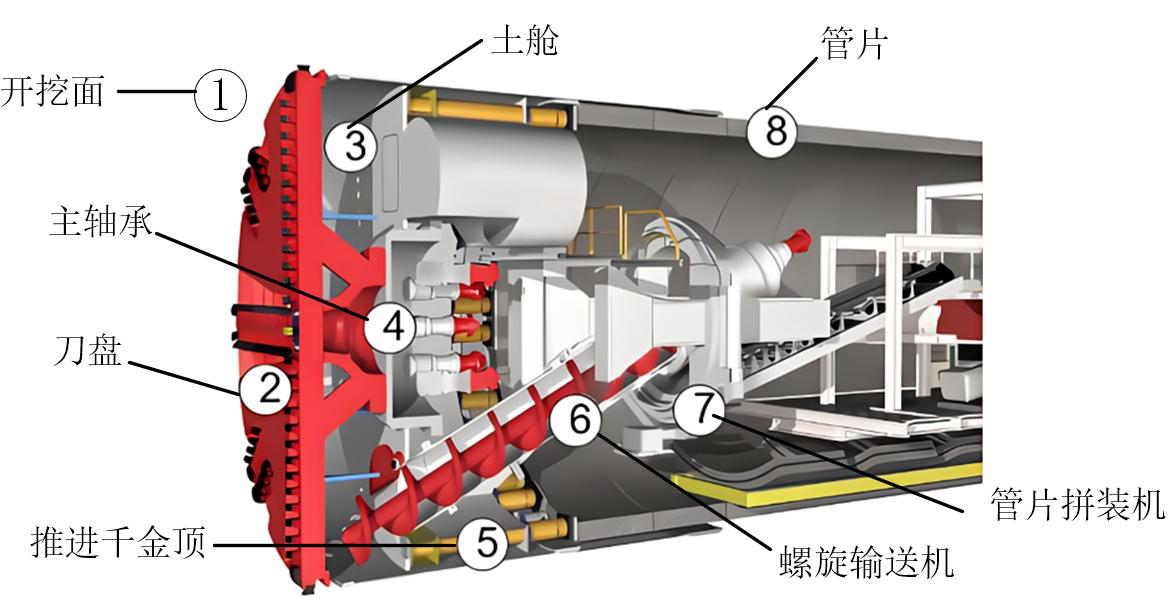 土舱
管片
开挖面
①
⑧
③
主轴承
④
刀盘
②
⑦
⑥
管片拼装机
推进千金顶
⑤
螺旋输送机